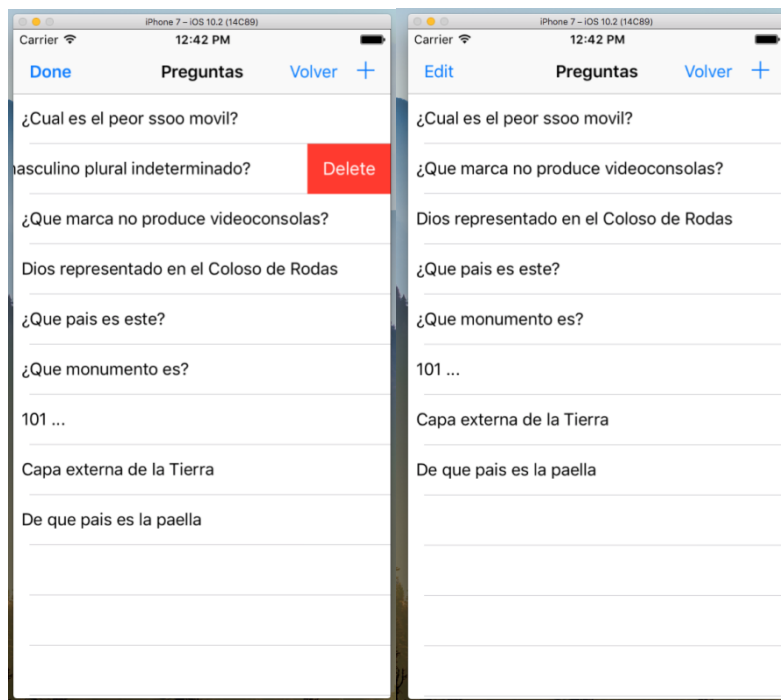 iPhone 7 – iOS 10.2 (14C89)
Carrier 12:42 PM
Done Preguntas Volver +
¿Cual es el peor ssoo movil?
masculino plural indeterminado? Delete
¿Que marca no produce videoconsolas?
Dios representado en el Coloso de Rodas
¿Que pais es este?
¿Que monumento es?
101 ...
Capa externa de la Tierra
De que pais es la paella
iPhone 7 – iOS 10.2 (14C89)
Carrier 12:42 PM
Edit Preguntas Volver +
¿Cual es el peor ssoo movil?
¿Que marca no produce videoconsolas?
Dios representado en el Coloso de Rodas
¿Que pais es este?
¿Que monumento es?
101 ...
Capa externa de la Tierra
De que pais es la paella